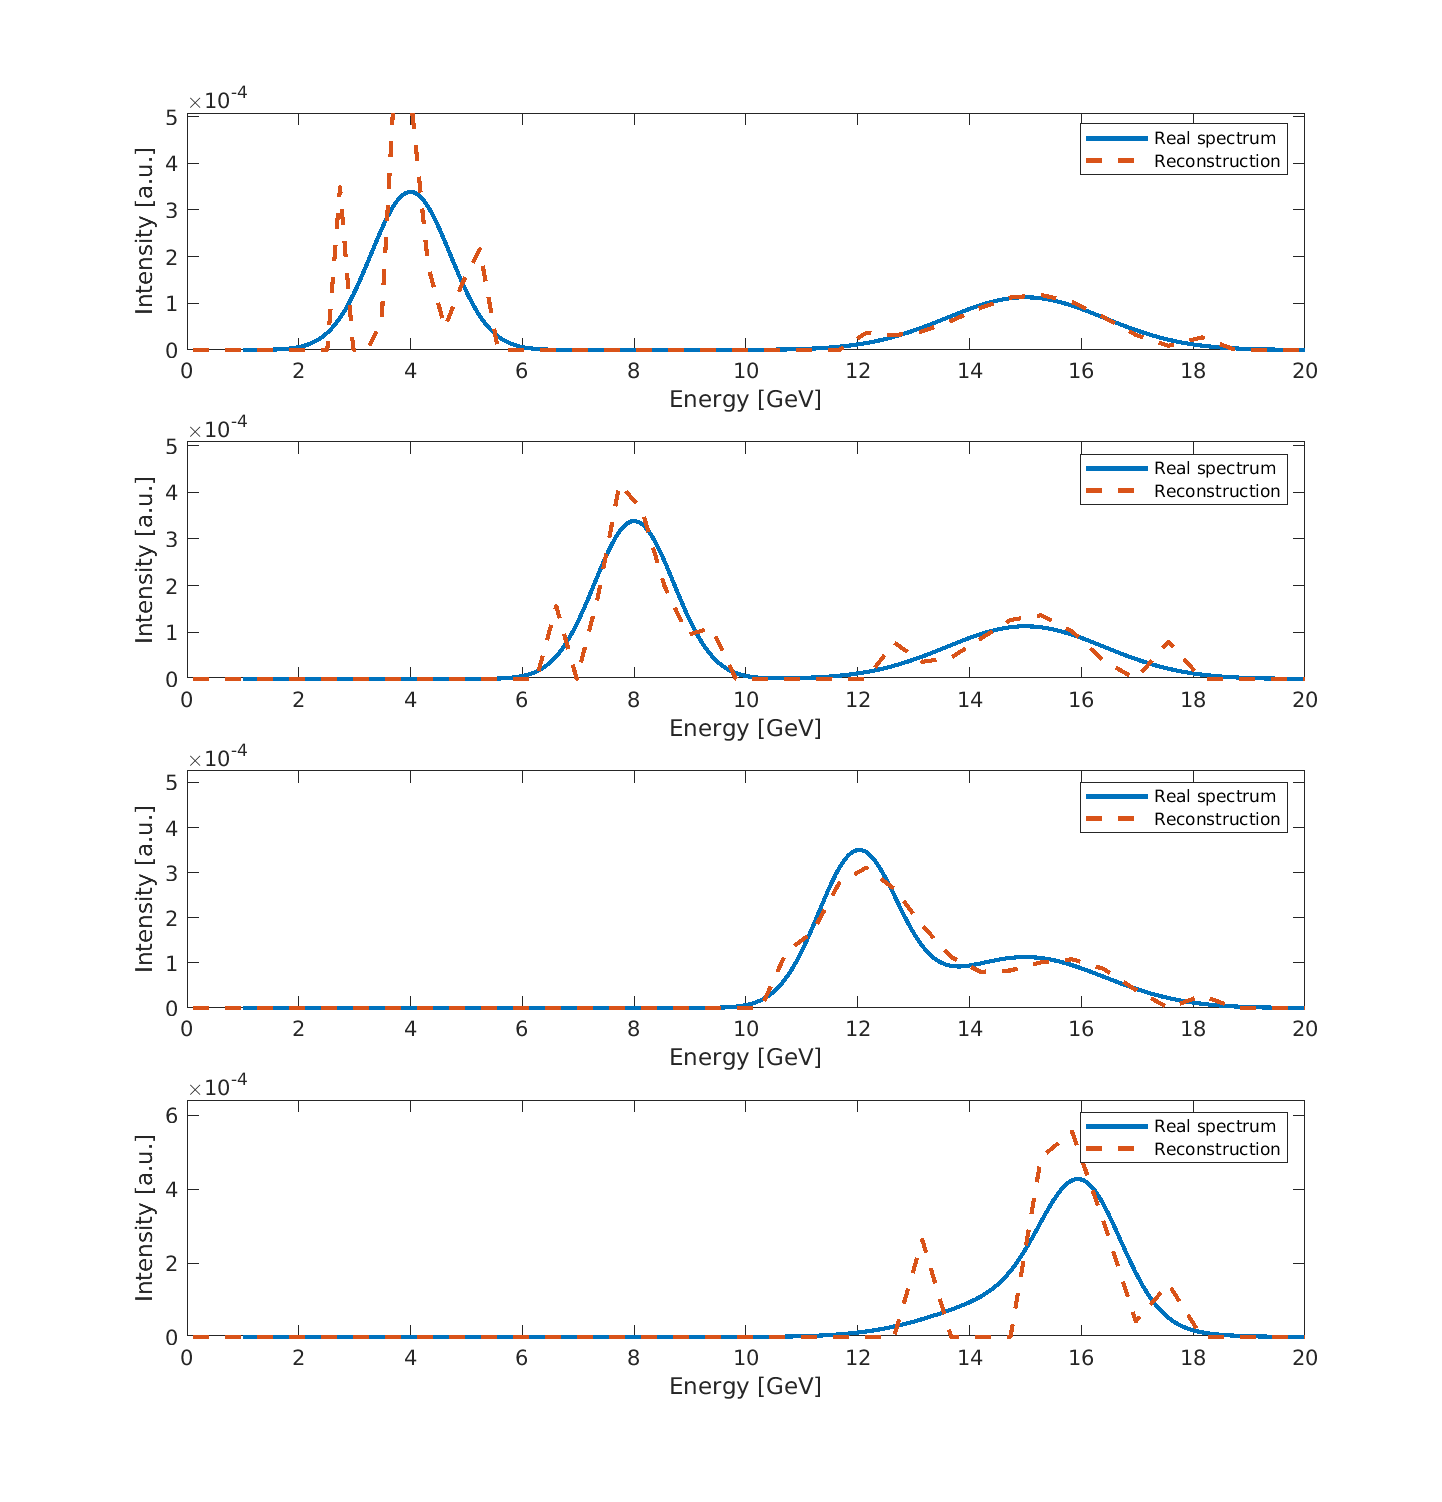 ×10-4
5
4
3
2
1
0
Intensity [a.u.]
Real spectrum
Reconstruction
0 2 4 6 8 10 12 14 16 18 20
Energy [GeV]
×10-4
5
4
3
2
1
0
Intensity [a.u.]
Real spectrum
Reconstruction
0 2 4 6 8 10 12 14 16 18 20
Energy [GeV]
×10-4
5
4
3
2
1
0
Intensity [a.u.]
Real spectrum
Reconstruction
0 2 4 6 8 10 12 14 16 18 20
Energy [GeV]
×10-4
6
4
2
0
Intensity [a.u.]
Real spectrum
Reconstruction
0 2 4 6 8 10 12 14 16 18 20
Energy [GeV]